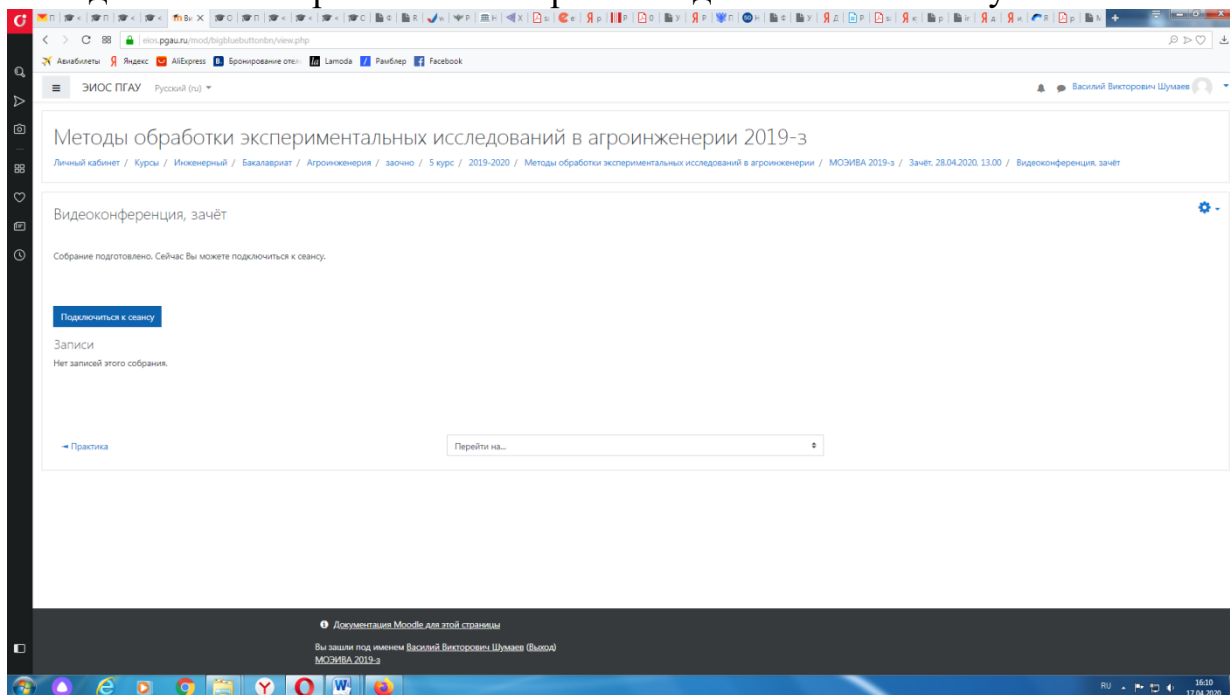 eios.pgau.ru/mod/bigbluebuttonbn/view.php
Авиабилеты Яндекс AliExpress Бронирование отел Lamoda Рамблер Facebook
ЭИОС ПГАУ Русский (ru) Василий Викторович Шумаев
Методы обработки экспериментальных исследований в агроинженерии 2019-з
Личный кабинет / Курсы / Инженерный / Бакалавриат / Агроинженерия / заочно / 5 курс / 2019-2020 / Методы обработки экспериментальных исследований в агроинженерии / МОЭИВА 2019-з / Зачёт, 28.04.2020, 13.00 / Видеоконференция, зачёт
Видеоконференция, зачёт
Собрание подготовлено. Сейчас Вы можете подключиться к сеансу.
Подключиться к сеансу
Записи
Нет записей этого собрания.
◄ Практика Перейти на...
Документация Moodle для этой страницы
Вы зашли под именем Василий Викторович Шумаев (Выход)
МОЭИВА 2019-з
RU 16:10
17.04.2020